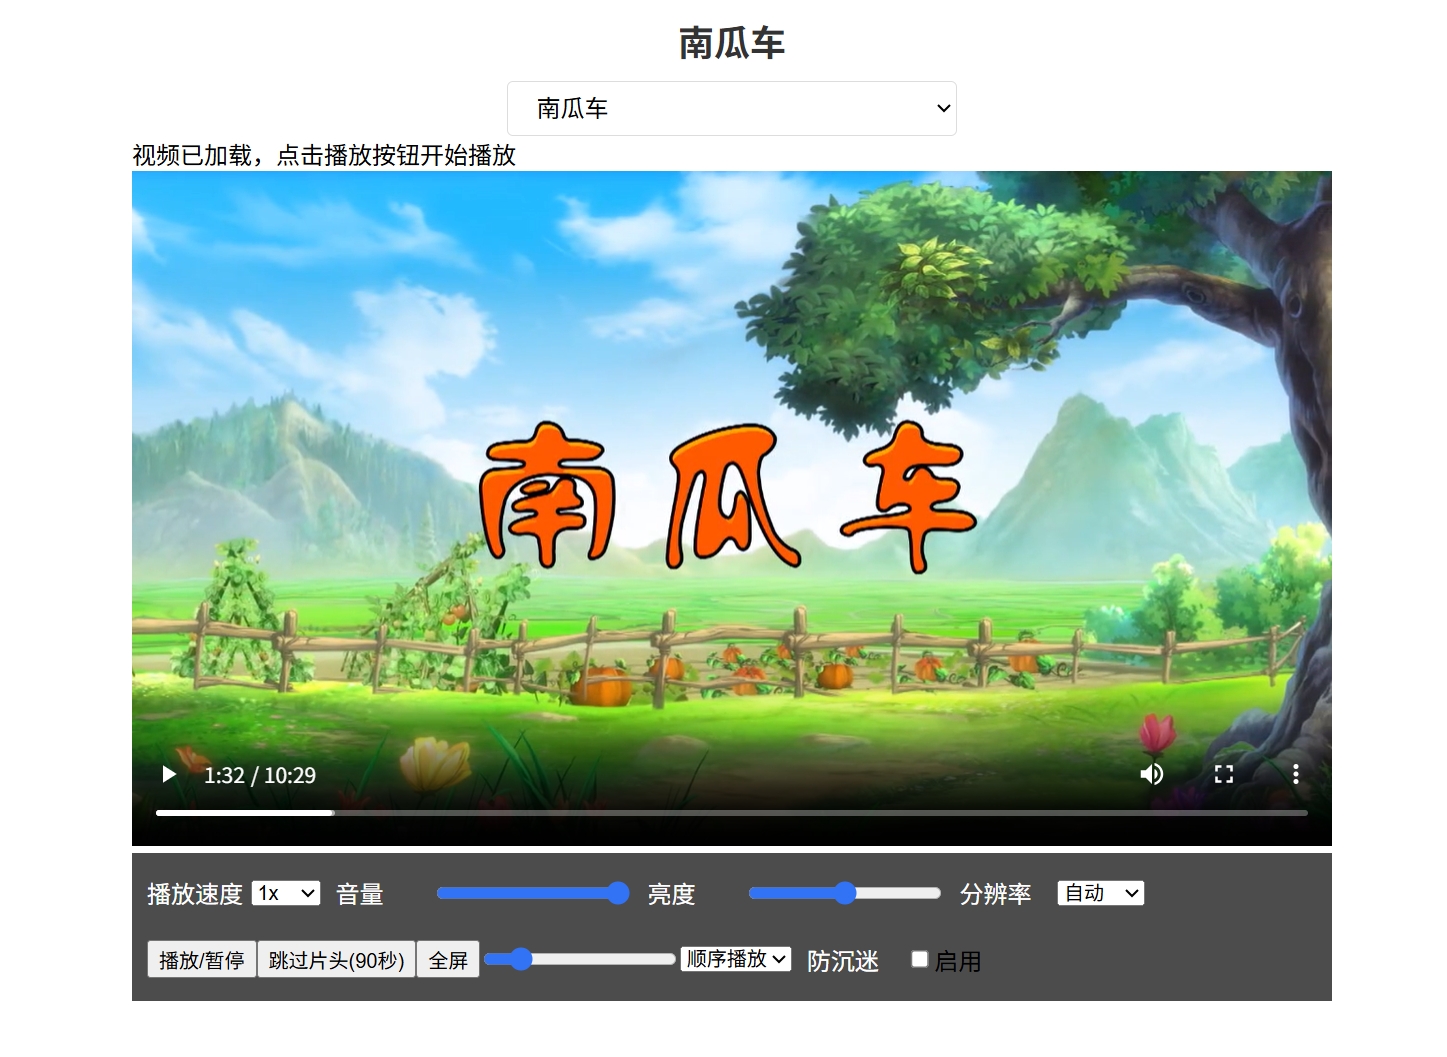 南瓜车
南瓜车
视频已加载，点击播放按钮开始播放
南瓜车
1:32 / 10:29
播放速度 1x 音量 亮度 分辨率 自动
播放/暂停 跳过片头(90秒) 全屏 顺序播放 防沉迷 启用